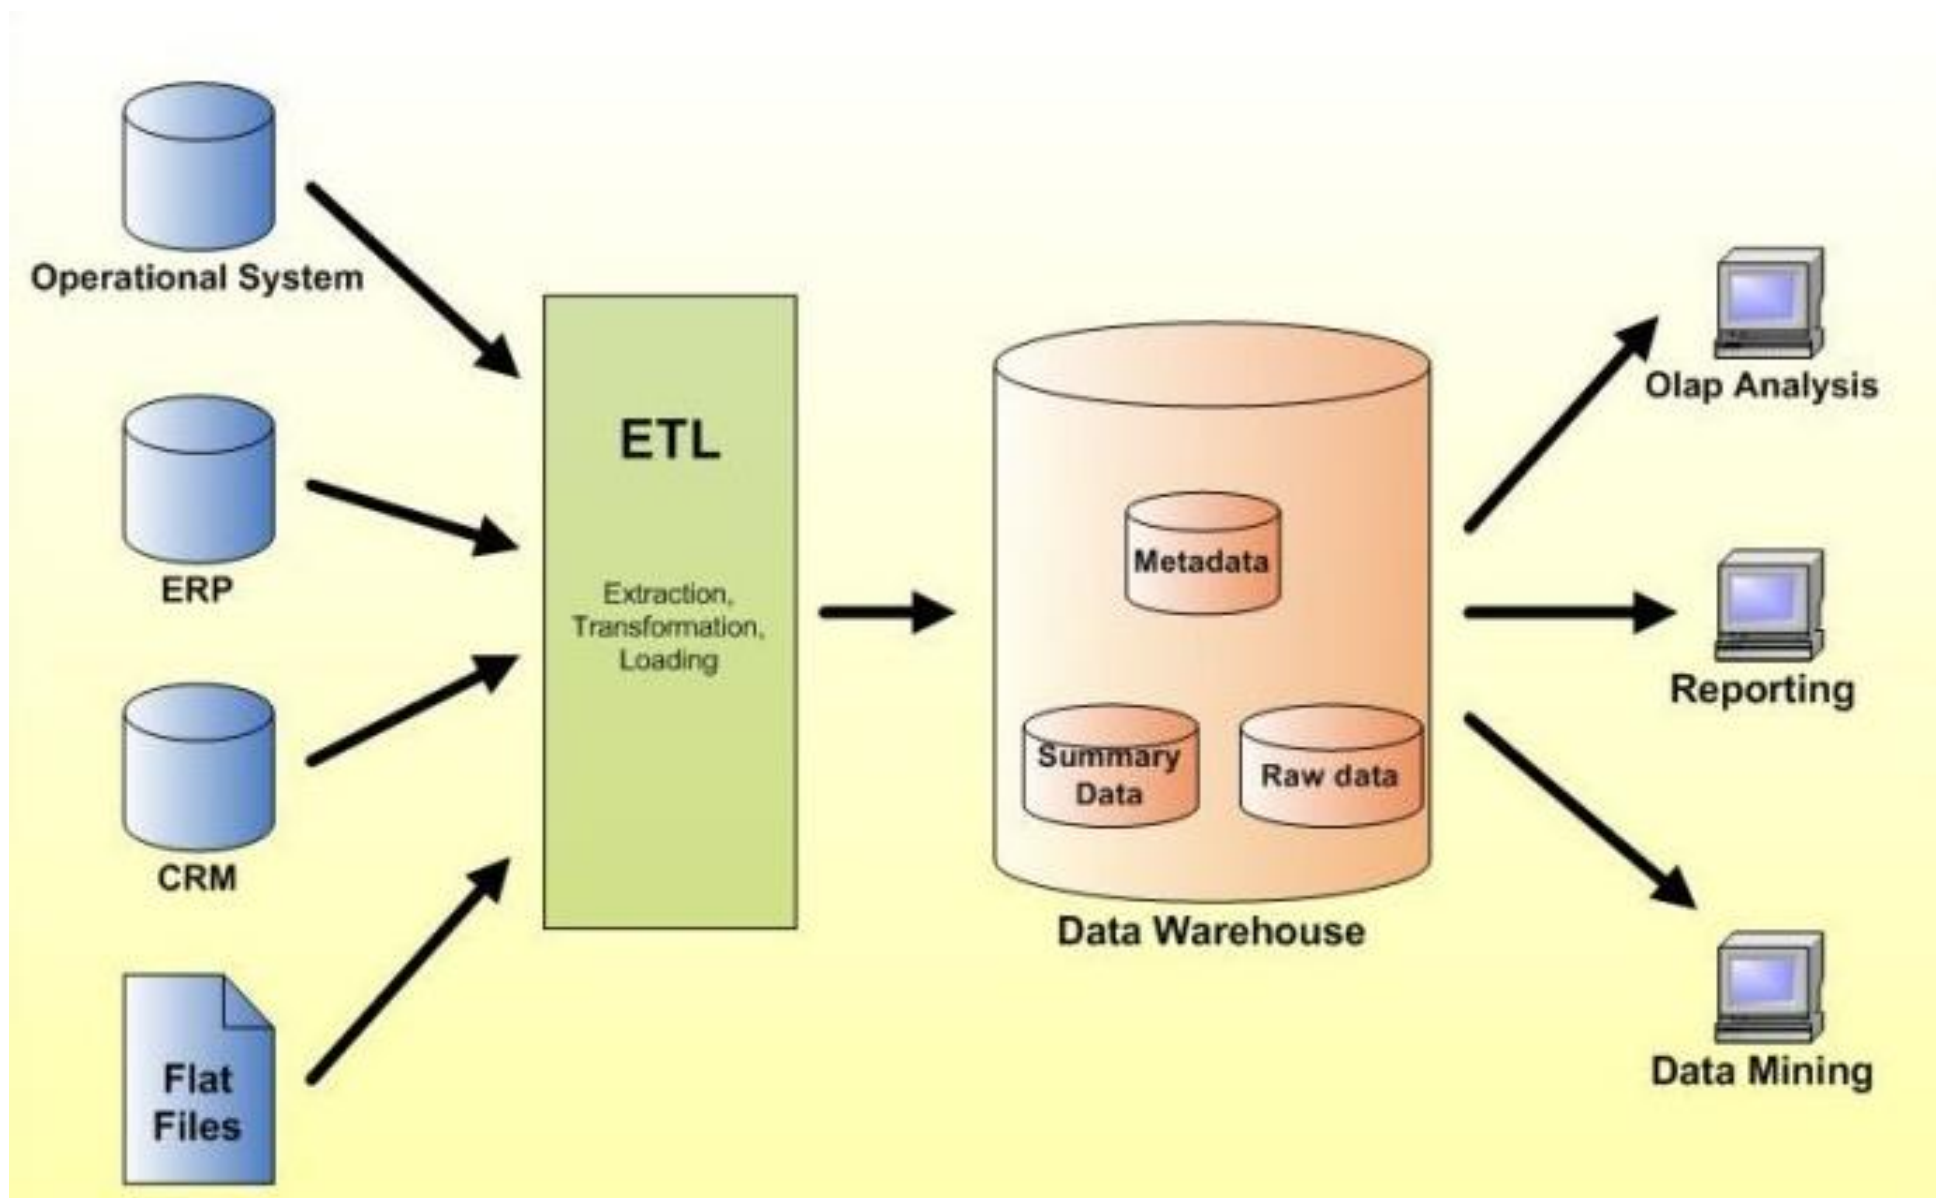 Operational System
ERP
CRM
Flat
Files
ETL
Extraction,
Transformation,
Loading
Metadata
Summary
Data
Raw data
Data Warehouse
Olap Analysis
Reporting
Data Mining